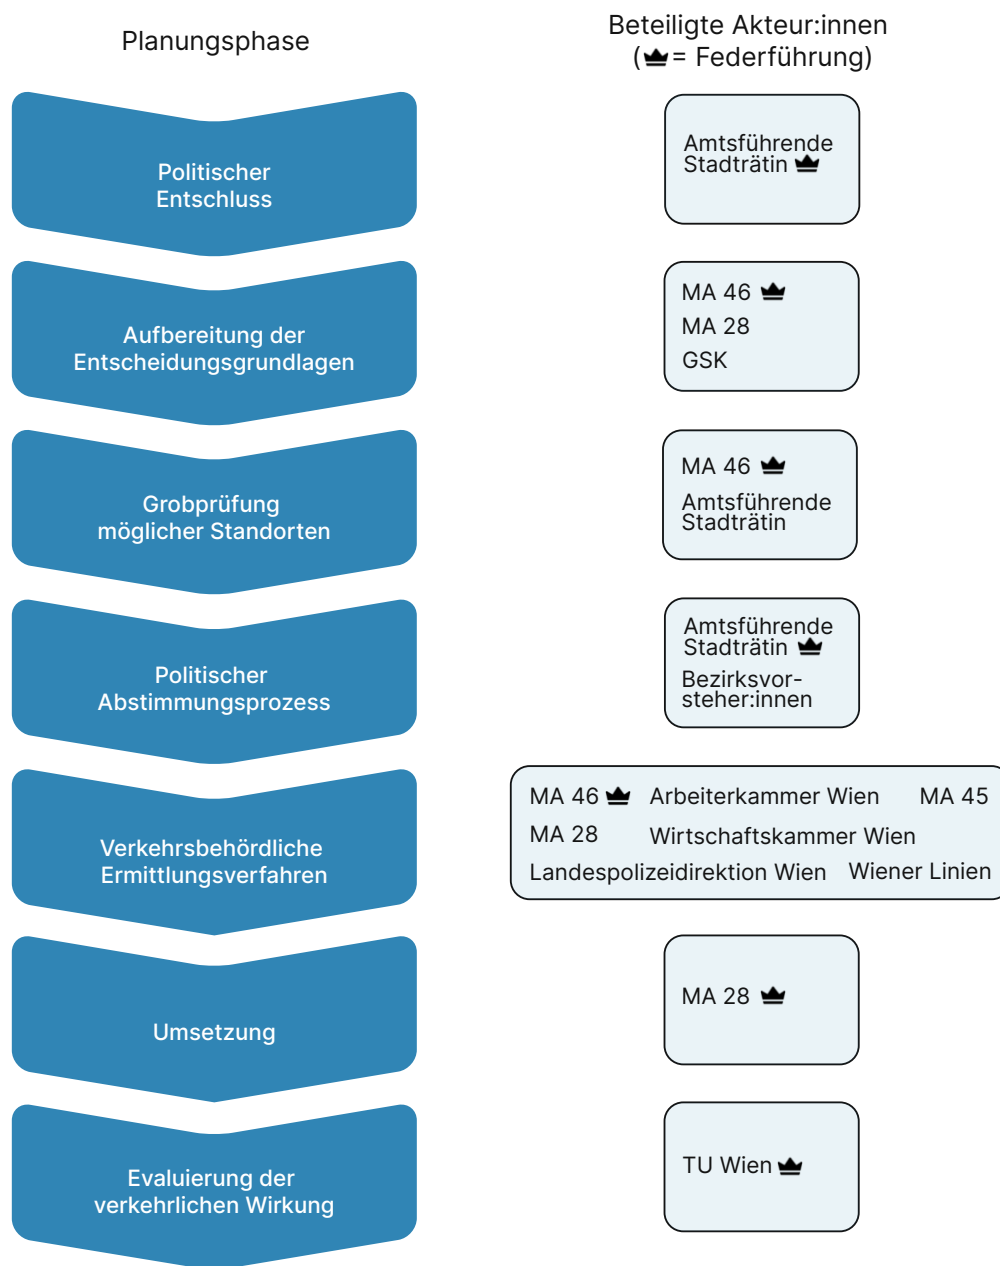 Planungsphase
Beteiligte Akteur:innen
(= Federführung)
Politischer
Entschluss
Amtsführende
Stadträtin
Aufbereitung der
Entscheidungsgrundlagen
MA 46
MA 28
GSK
Grobprüfung
möglicher Standorten
MA 46
Amtsführende
Stadträtin
Politischer
Abstimmungsprozess
Amtsführende
Stadträtin
Bezirksvor-
steher:innen
Verkehrsbehördliche
Ermittlungsverfahren
MA 46 Arbeiterkammer Wien MA 45
MA 28 Wirtschaftskammer Wien
Landespolizeidirektion Wien Wiener Linien
Umsetzung
MA 28
Evaluierung der
verkehrlichen Wirkung
TU Wien